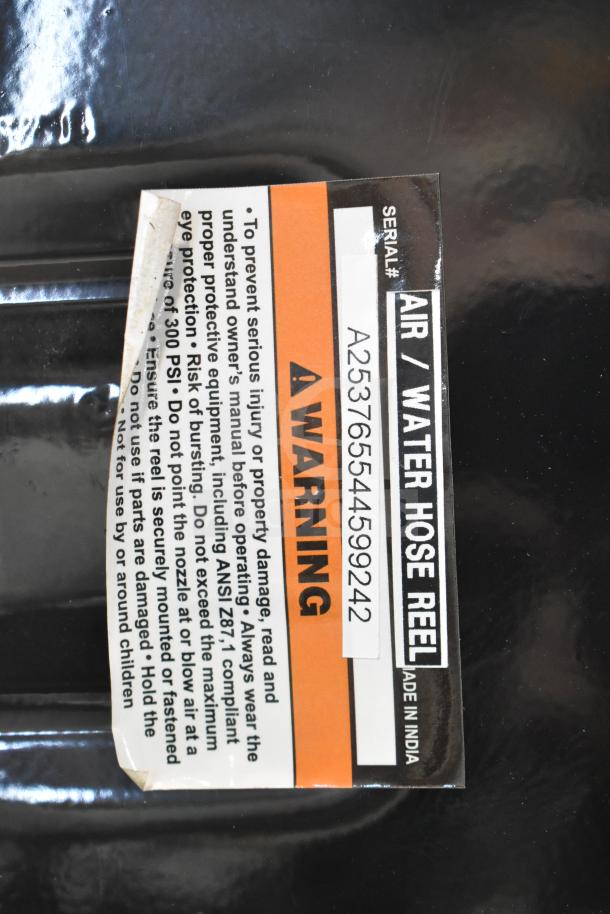 AIR / WATER HOSE REEL
SERIAL#
ADE IN INDIA
A2537655445 99242
WARNING
• To prevent serious injury or property damage, read and
understand owner's manual before operating • Always wear the
proper protective equipment, including ANSI Z87,1 compliant
eye protection • Risk of bursting. Do not exceed the maximum
of 300 PSI • Do not point the nozzle at or blow air at a
• Ensure the reel is securely mounted or fastened
• Do not use if parts are damaged • Hold the
• Not for use by or around children